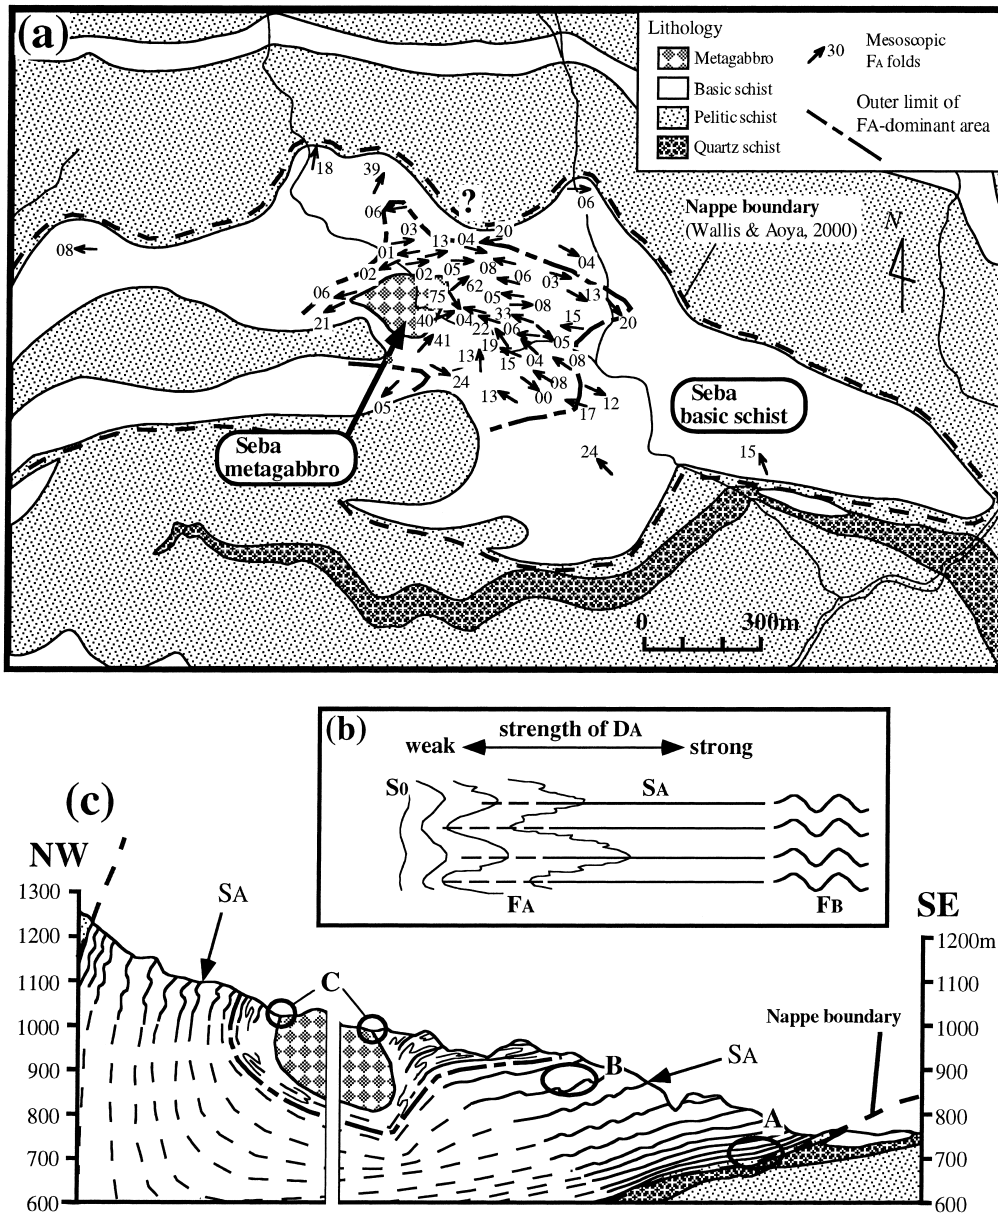 (a)
Lithology
Metagabbro
Basic schist
Pelitic schist
Quartz schist
30
Mesoscopic
FA folds
Outer limit of
FA-dominant area
18
39
?
06
06
Nappe boundary
(Wallis & Aoya, 2000)
N
08
03
13
04
20
01
04
02
02
05
08
06
03
06
75
62
05
08
13
21
40
04
33
15
20
22
06
41
19
05
13
15
04
08
24
08
05
13
00
12
17
Seba
basic schist
Seba
metagabbro
24
15
0
300m
(b)
strength of DA
weak
strong
S0
SA
FA
FB
(c)
NW
SE
1300
1200
1100
1000
900
800
700
600
SA
C
B
SA
A
Nappe boundary
1200m
1100
1000
900
800
700
600